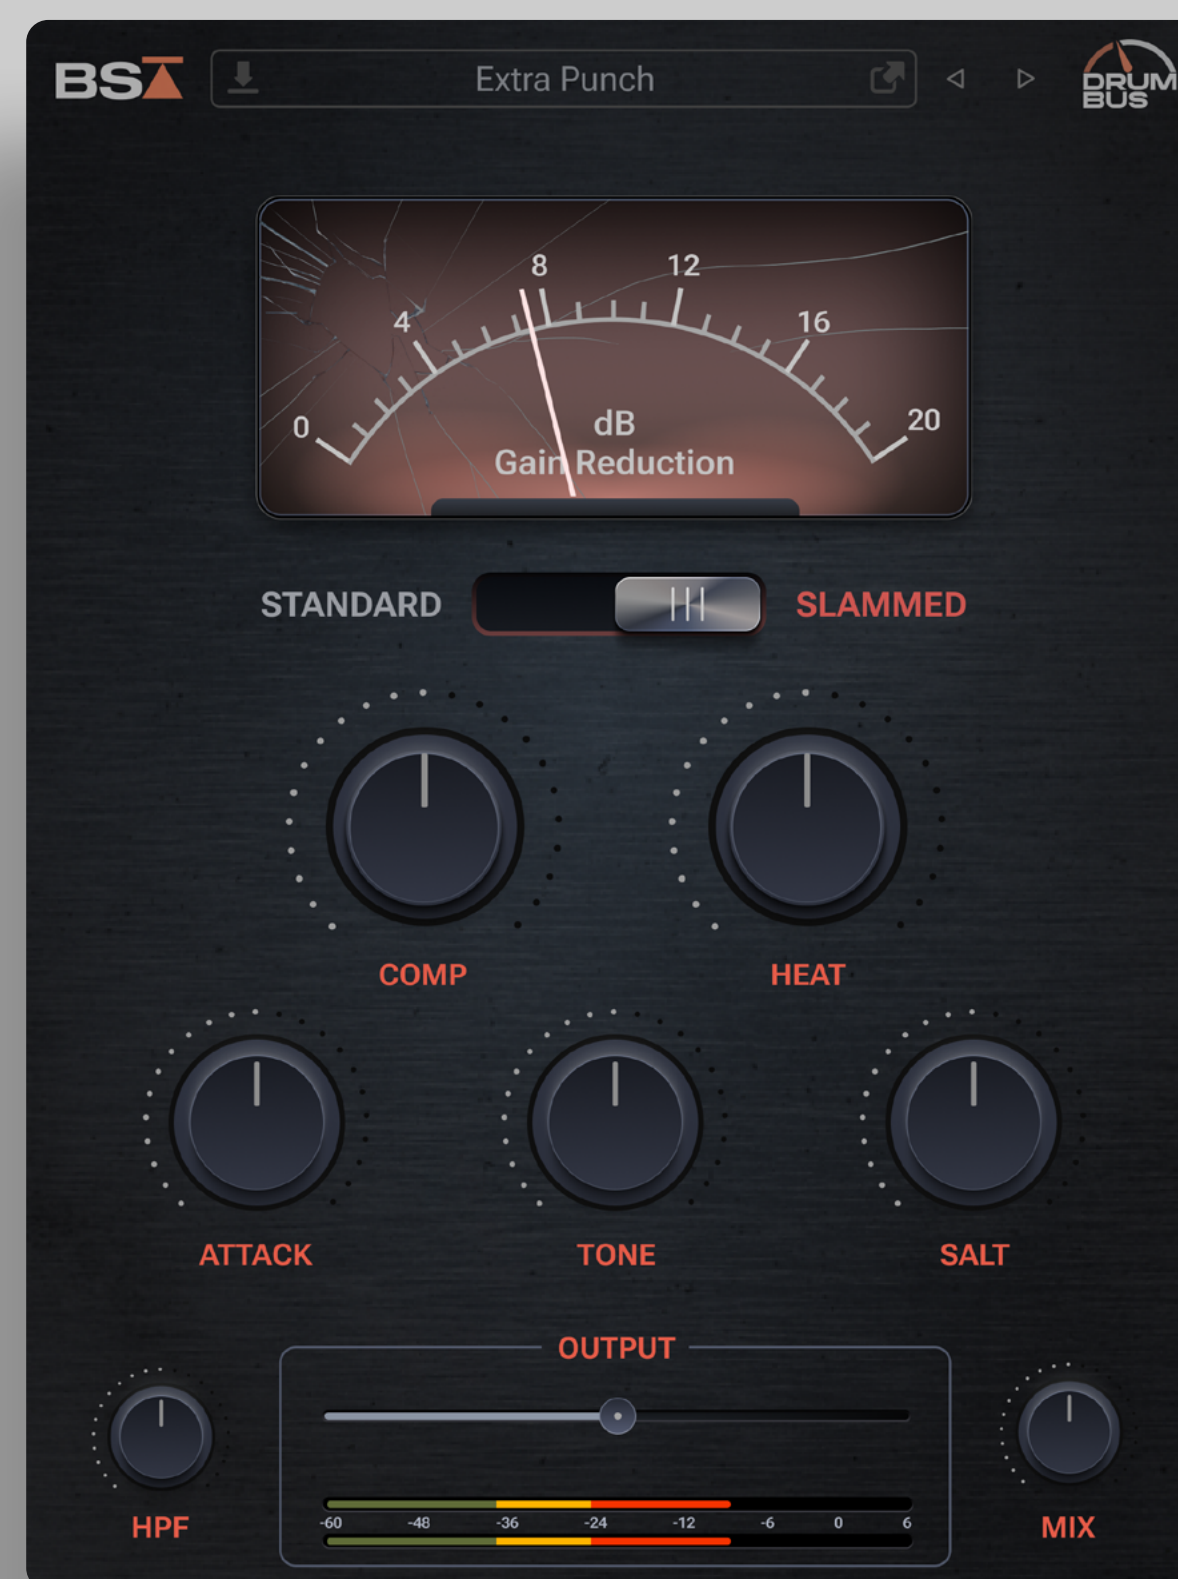 BSA
Extra Punch
DRUM
BUS
0
4
8
12
16
20
dB
Gain Reduction
STANDARD
SLAMMED
COMP
HEAT
ATTACK
TONE
SALT
OUTPUT
HPF
-60 -48 -36 -24 -12 -6 0 6
MIX